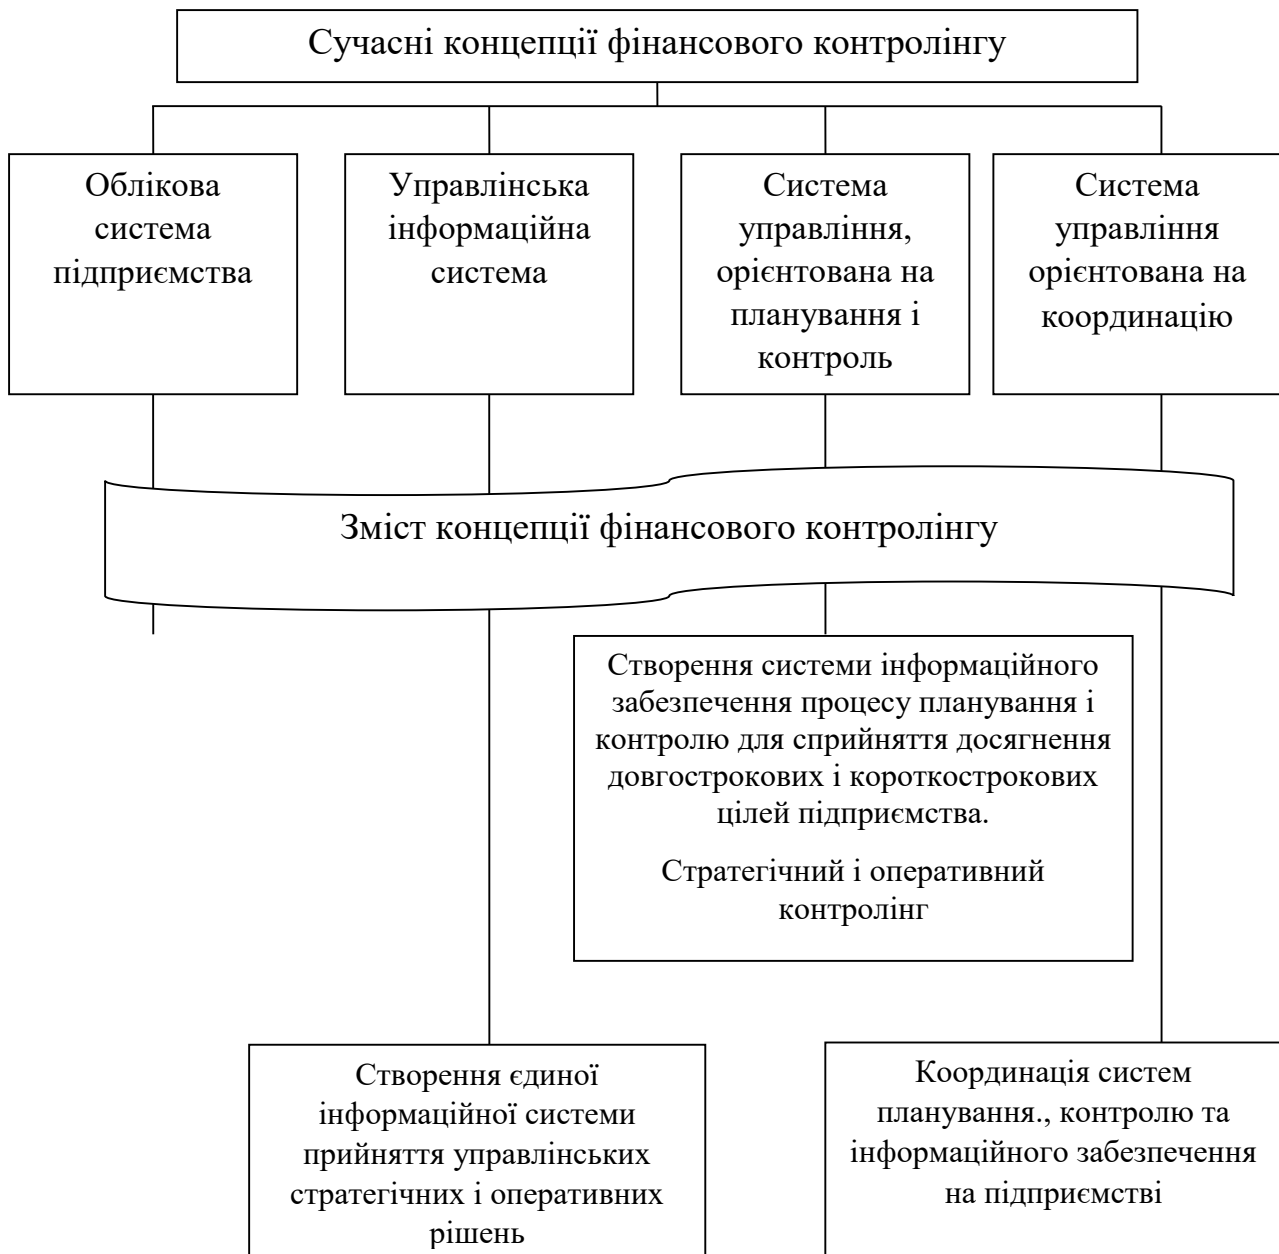 Сучасні концепції фінансового контролінгу
Облікова
система
підприємства
Управлінська
інформаційна
система
Система
управління,
орієнтована на
планування і
контроль
Система
управління
орієнтована на
координацію
Зміст концепції фінансового контролінгу
Створення системи інформаційного
забезпечення процесу планування і
контролю для сприйняття досягнення
довгострокових і короткострокових
цілей підприємства.
Стратегічний і оперативний
контролінг
Створення єдиної
інформаційної системи
прийняття управлінських
стратегічних і оперативних
рішень
Координація систем
планування., контролю та
інформаційного забезпечення
на підприємстві